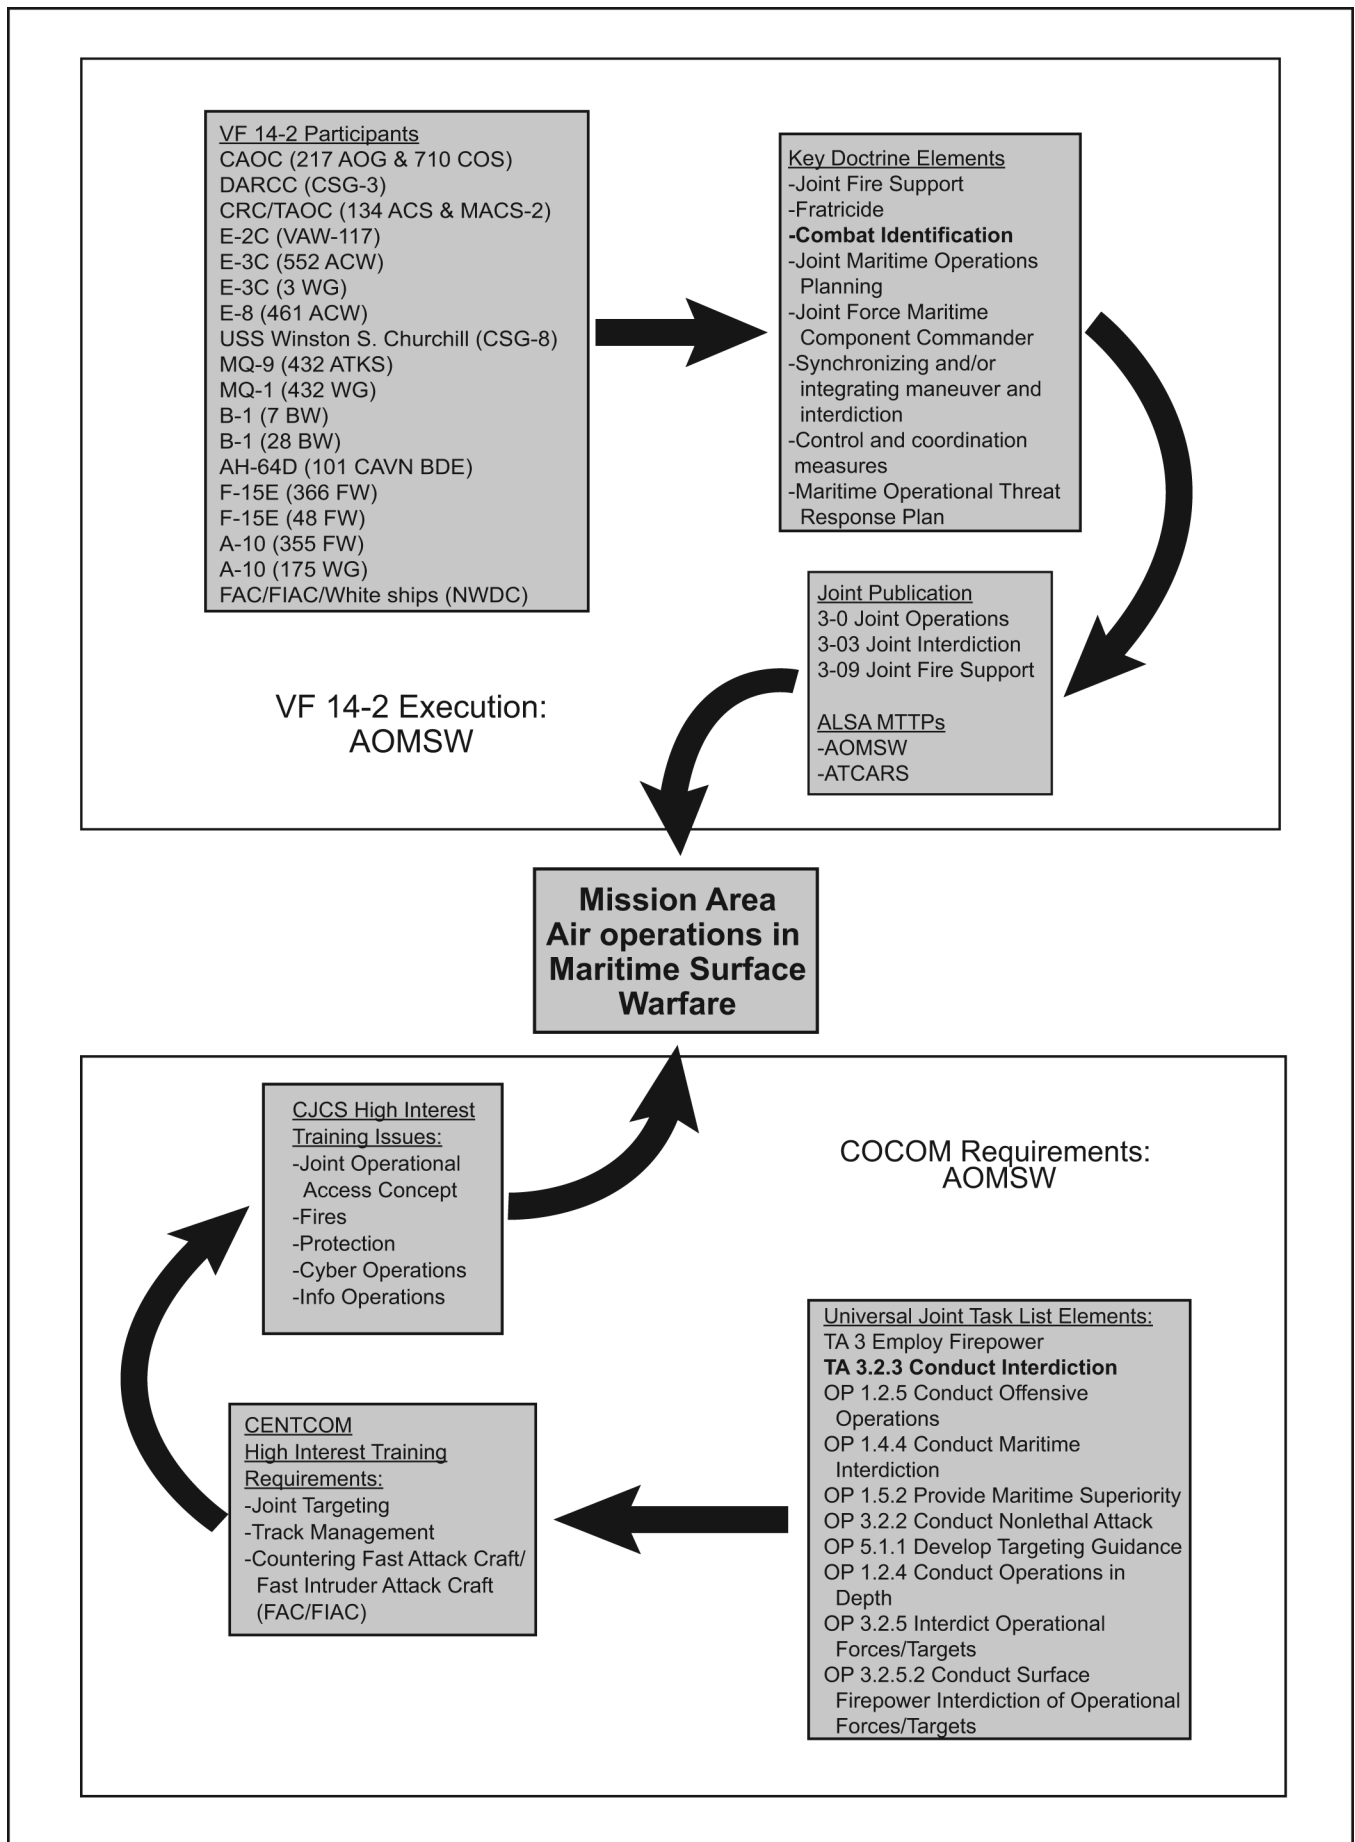 VF 14-2 Participants
CAOC (217 AOG & 710 COS)
DARCC (CSG-3)
CRC/TAOC (134 ACS & MACS-2)
E-2C (VAW-117)
E-3C (552 ACW)
E-3C (3 WG)
E-8 (461 ACW)
USS Winston S. Churchill (CSG-8)
MQ-9 (432 ATKS)
MQ-1 (432 WG)
B-1 (7 BW)
B-1 (28 BW)
AH-64D (101 CAVN BDE)
F-15E (366 FW)
F-15E (48 FW)
A-10 (355 FW)
A-10 (175 WG)
FAC/FIAC/White ships (NWDC)
Key Doctrine Elements
-Joint Fire Support
-Fratricide
-Combat Identification
-Joint Maritime Operations
Planning
-Joint Force Maritime
Component Commander
-Synchronizing and/or
integrating maneuver and
interdiction
-Control and coordination
measures
-Maritime Operational Threat
Response Plan
Joint Publication
3-0 Joint Operations
3-03 Joint Interdiction
3-09 Joint Fire Support
ALSA MTTPs
-AOMSW
-ATCARS
VF 14-2 Execution:
AOMSW
Mission Area
Air operations in
Maritime Surface
Warfare
CJCS High Interest
Training Issues:
-Joint Operational
Access Concept
-Fires
-Protection
-Cyber Operations
-Info Operations
COCOM Requirements:
AOMSW
CENTCOM
High Interest Training
Requirements:
-Joint Targeting
-Track Management
-Countering Fast Attack Craft/
Fast Intruder Attack Craft
(FAC/FIAC)
Universal Joint Task List Elements:
TA 3 Employ Firepower
TA 3.2.3 Conduct Interdiction
OP 1.2.5 Conduct Offensive
Operations
OP 1.4.4 Conduct Maritime
Interdiction
OP 1.5.2 Provide Maritime Superiority
OP 3.2.2 Conduct Nonlethal Attack
OP 5.1.1 Develop Targeting Guidance
OP 1.2.4 Conduct Operations in
Depth
OP 3.2.5 Interdict Operational
Forces/Targets
OP 3.2.5.2 Conduct Surface
Firepower Interdiction of Operational
Forces/Targets